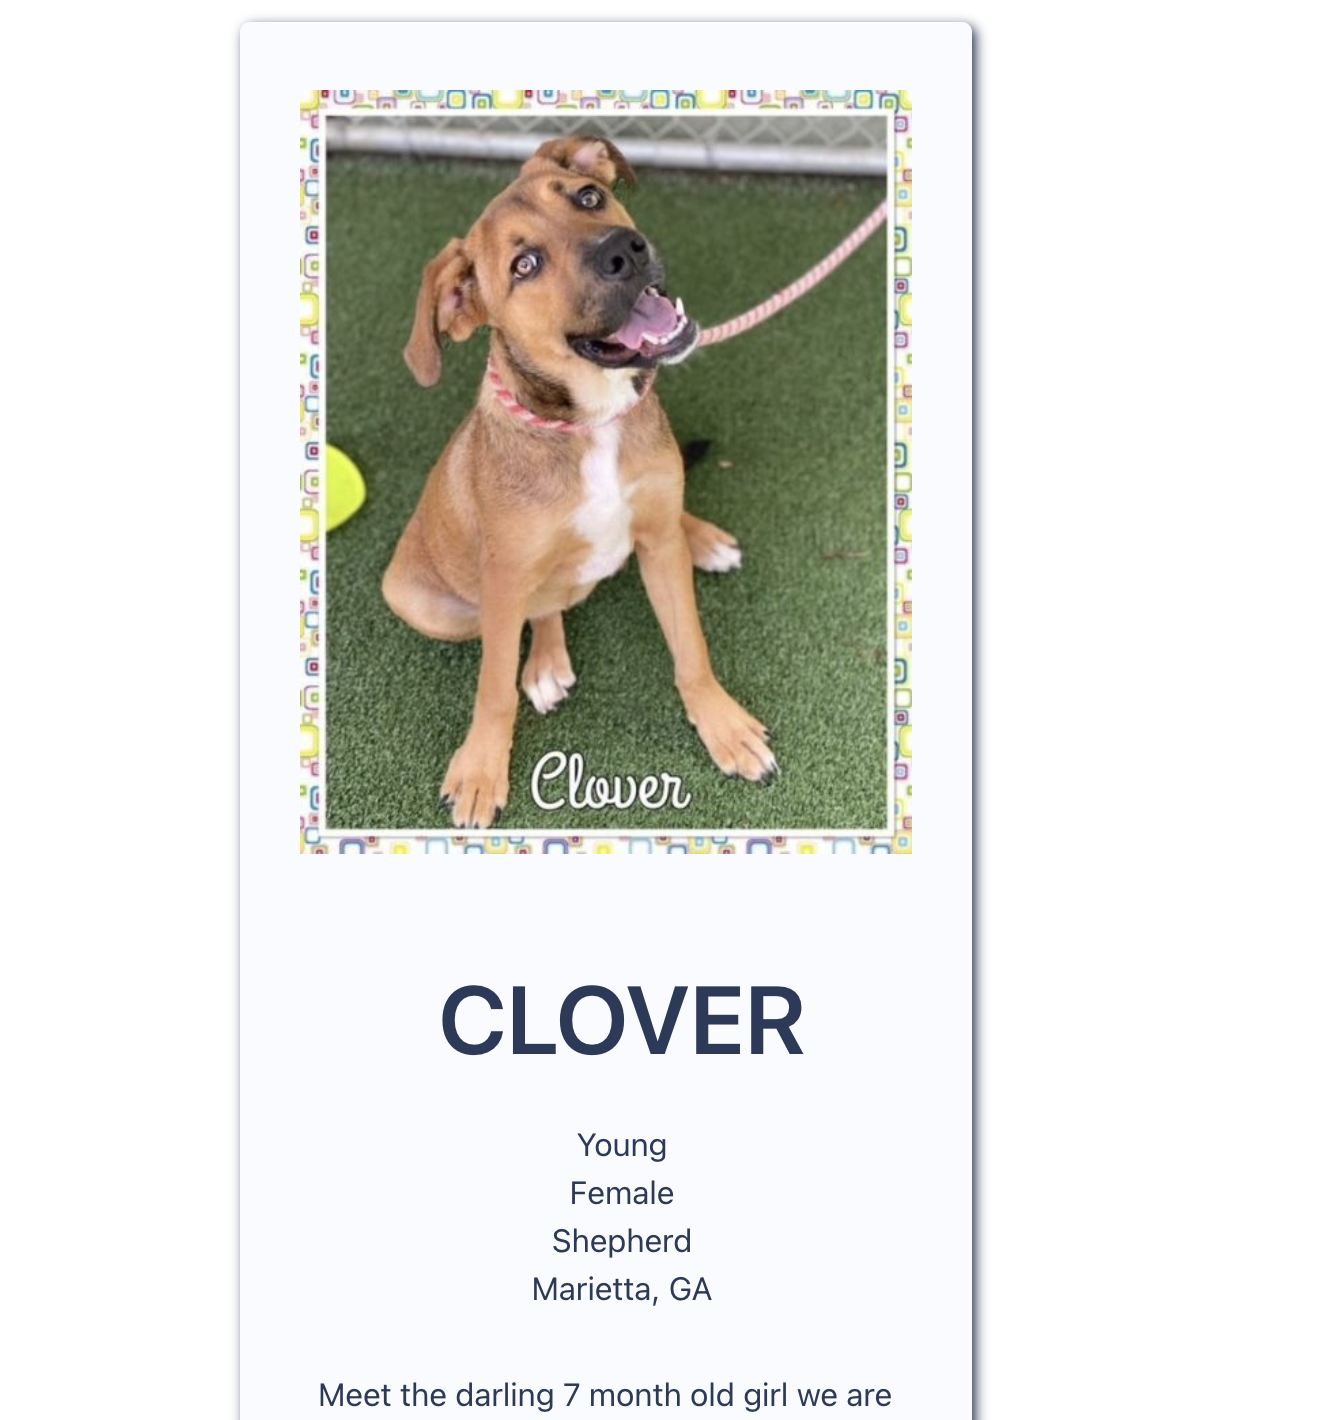 Clover
CLOVER
Young
Female
Shepherd
Marietta, GA
Meet the darling 7 month old girl we are